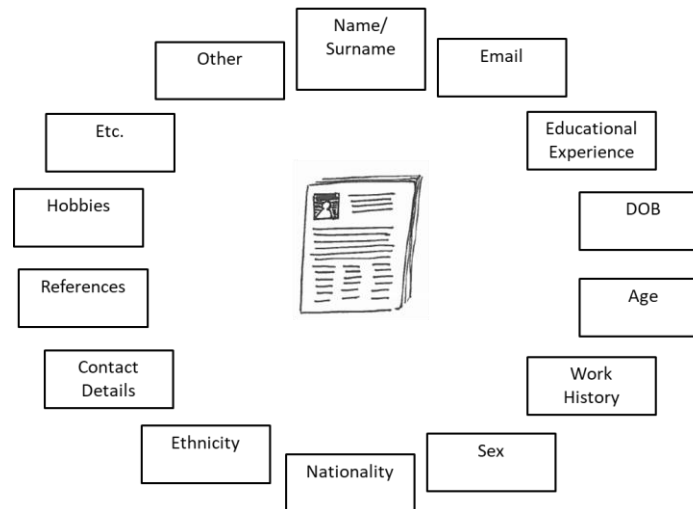 Name/
Surname
Email
Educational
Experience
DOB
Age
Work
History
Sex
Nationality
Ethnicity
Contact
Details
References
Hobbies
Etc.
Other